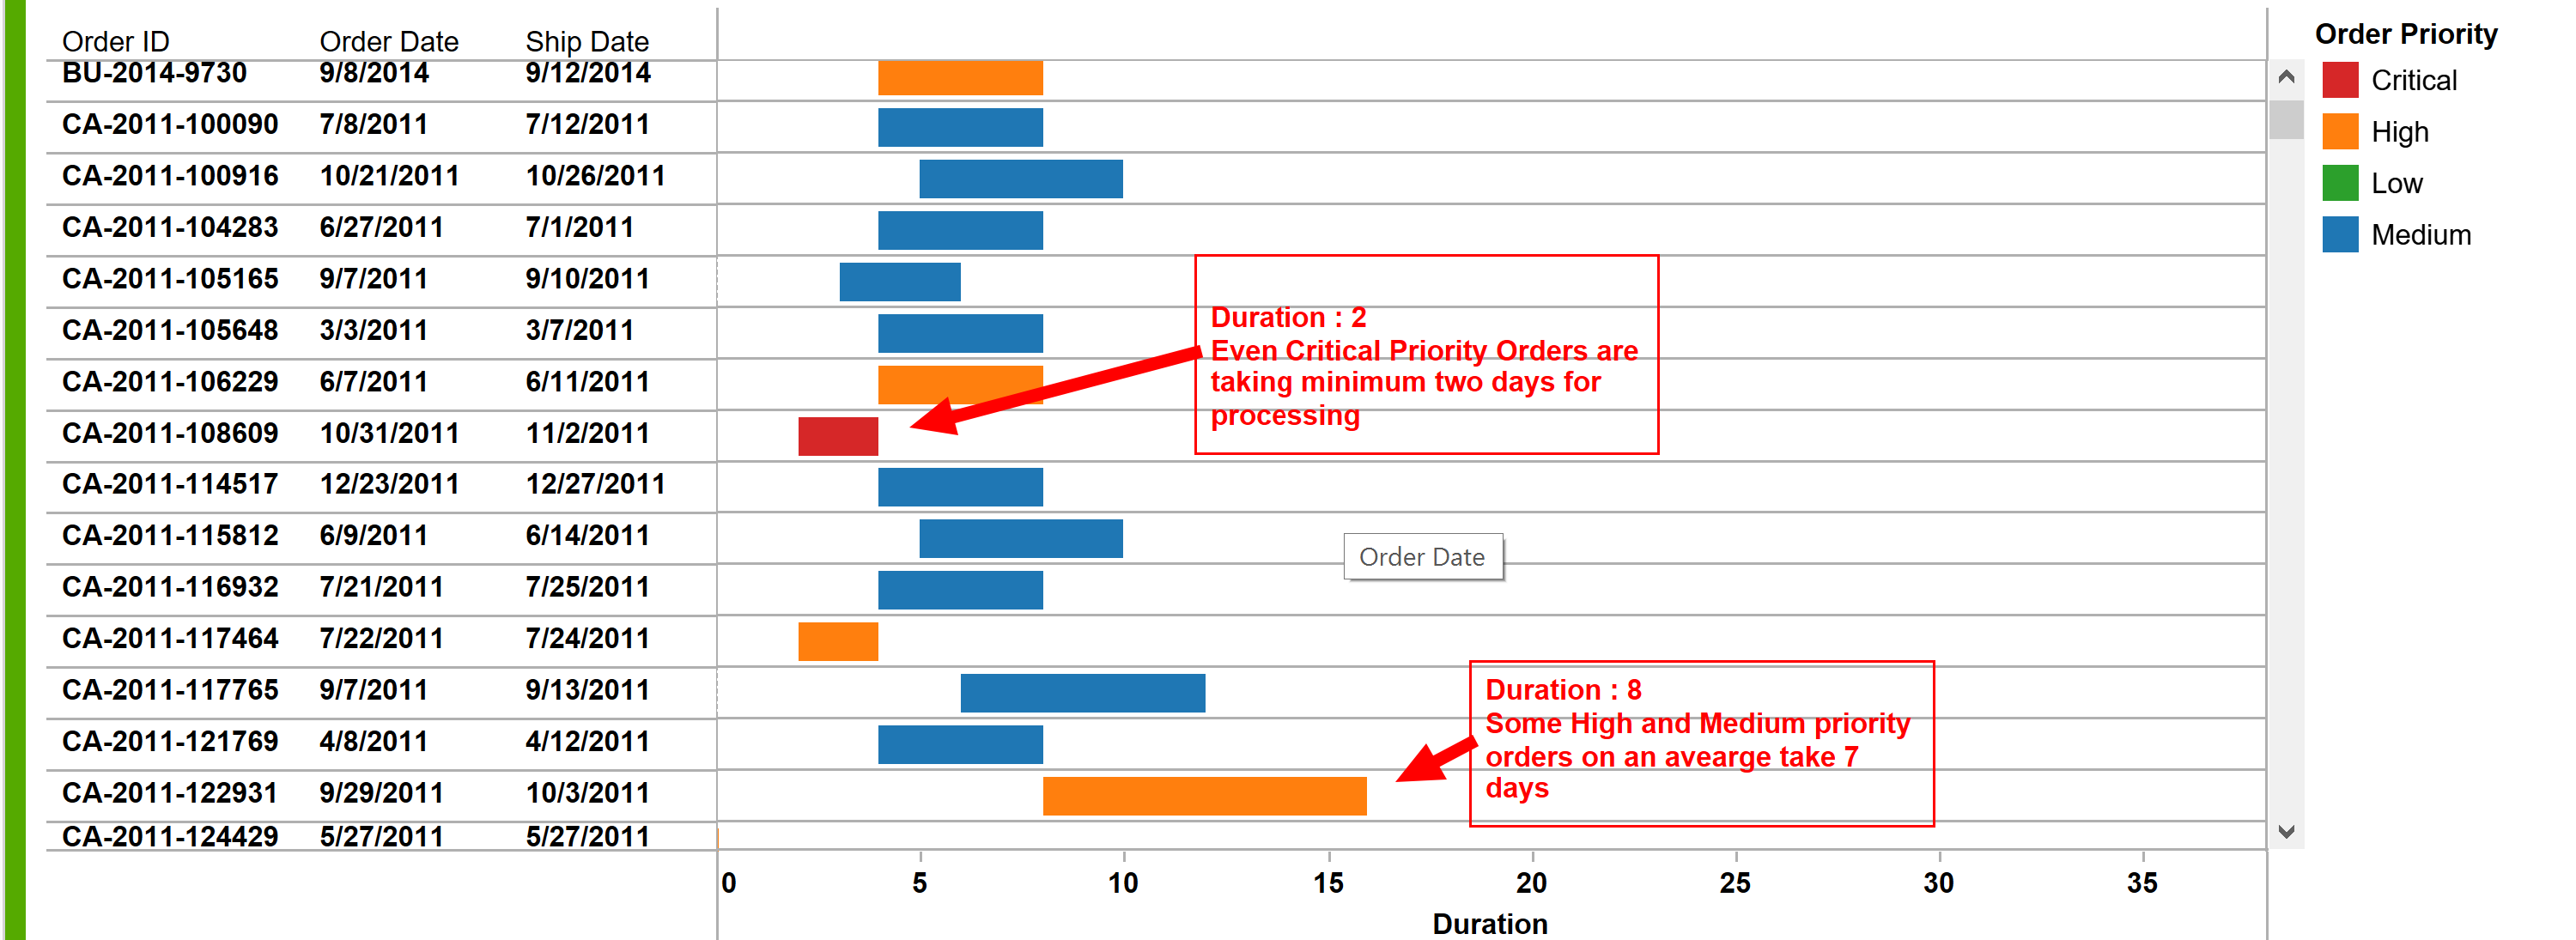 Order ID Order Date Ship Date
BU-2014-9730 9/8/2014 9/12/2014
CA-2011-100090 7/8/2011 7/12/2011
CA-2011-100916 10/21/2011 10/26/2011
CA-2011-104283 6/27/2011 7/1/2011
CA-2011-105165 9/7/2011 9/10/2011
CA-2011-105648 3/3/2011 3/7/2011
CA-2011-106229 6/7/2011 6/11/2011
CA-2011-108609 10/31/2011 11/2/2011
CA-2011-114517 12/23/2011 12/27/2011
CA-2011-115812 6/9/2011 6/14/2011
CA-2011-116932 7/21/2011 7/25/2011
CA-2011-117464 7/22/2011 7/24/2011
CA-2011-117765 9/7/2011 9/13/2011
CA-2011-121769 4/8/2011 4/12/2011
CA-2011-122931 9/29/2011 10/3/2011
CA-2011-124429 5/27/2011 5/27/2011
Duration : 2
Even Critical Priority Orders are
taking minimum two days for
processing
Order Date
Duration : 8
Some High and Medium priority
orders on an avearge take 7
days
0 5 10 15 20 25 30 35
Duration
Order Priority
Critical
High
Low
Medium